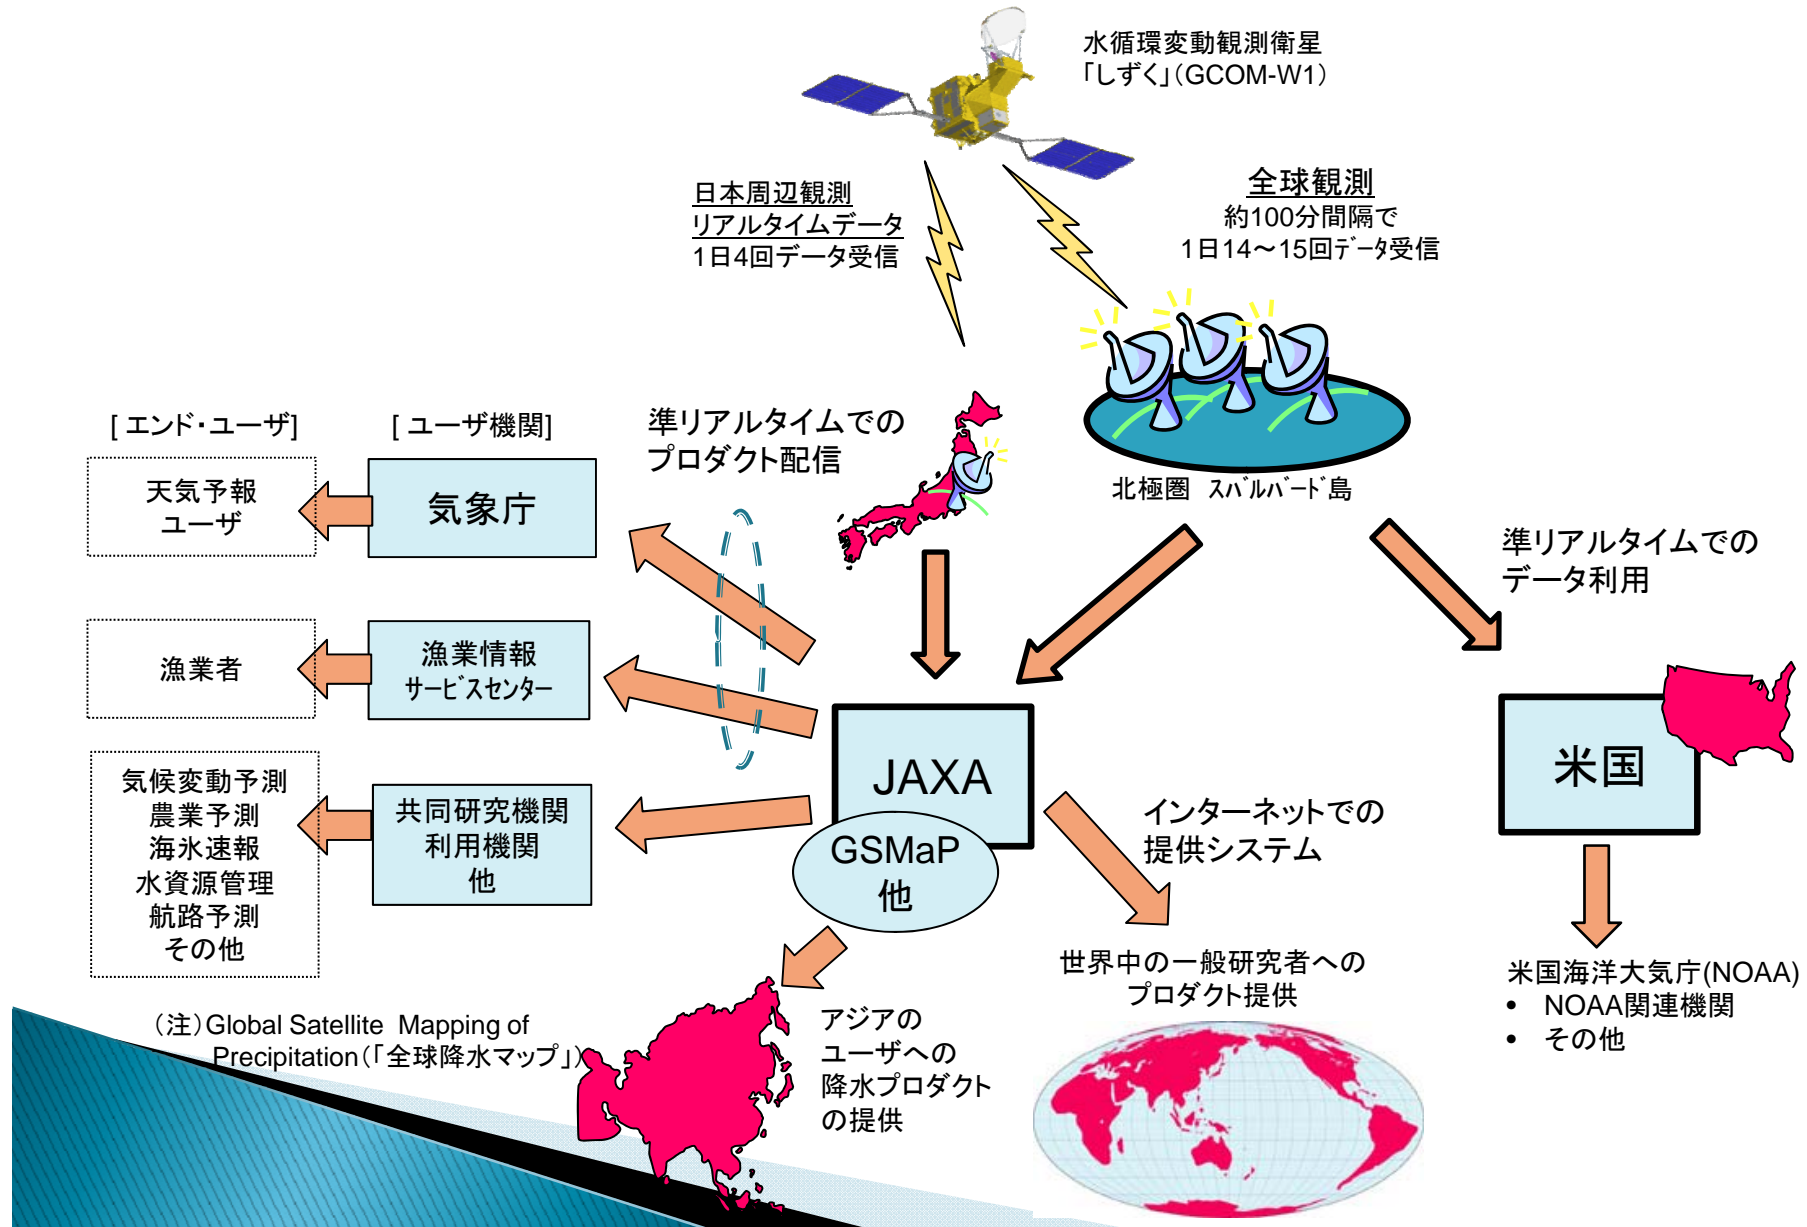 水循環変動観測衛星
「しずく」(GCOM-W1)
日本周辺観測
リアルタイムデータ
1日4回データ受信
全球観測
約100分間隔で
1日14～15回ﾃﾞｰﾀ受信
北極圏　ｽﾊﾞﾙﾊﾞｰﾄﾞ島
[エンド・ユーザ]
[ユーザ機関]
準リアルタイムでの
プロダクト配信
天気予報
ユーザ
気象庁
準リアルタイムでの
データ利用
漁業者
漁業情報
ｻｰﾋﾞｽｾﾝﾀｰ
JAXA
米国
気候変動予測
農業予測
海氷速報
水資源管理
航路予測
その他
共同研究機関
利用機関
他
GSMaP
他
インターネットでの
提供システム
世界中の一般研究者への
プロダクト提供
米国海洋大気庁(NOAA)
• NOAA関連機関
• その他
アジアの
ユーザへの
降水プロダクト
の提供
（注）Global Satellite Mapping of
Precipitation(「全球降水マップ」)